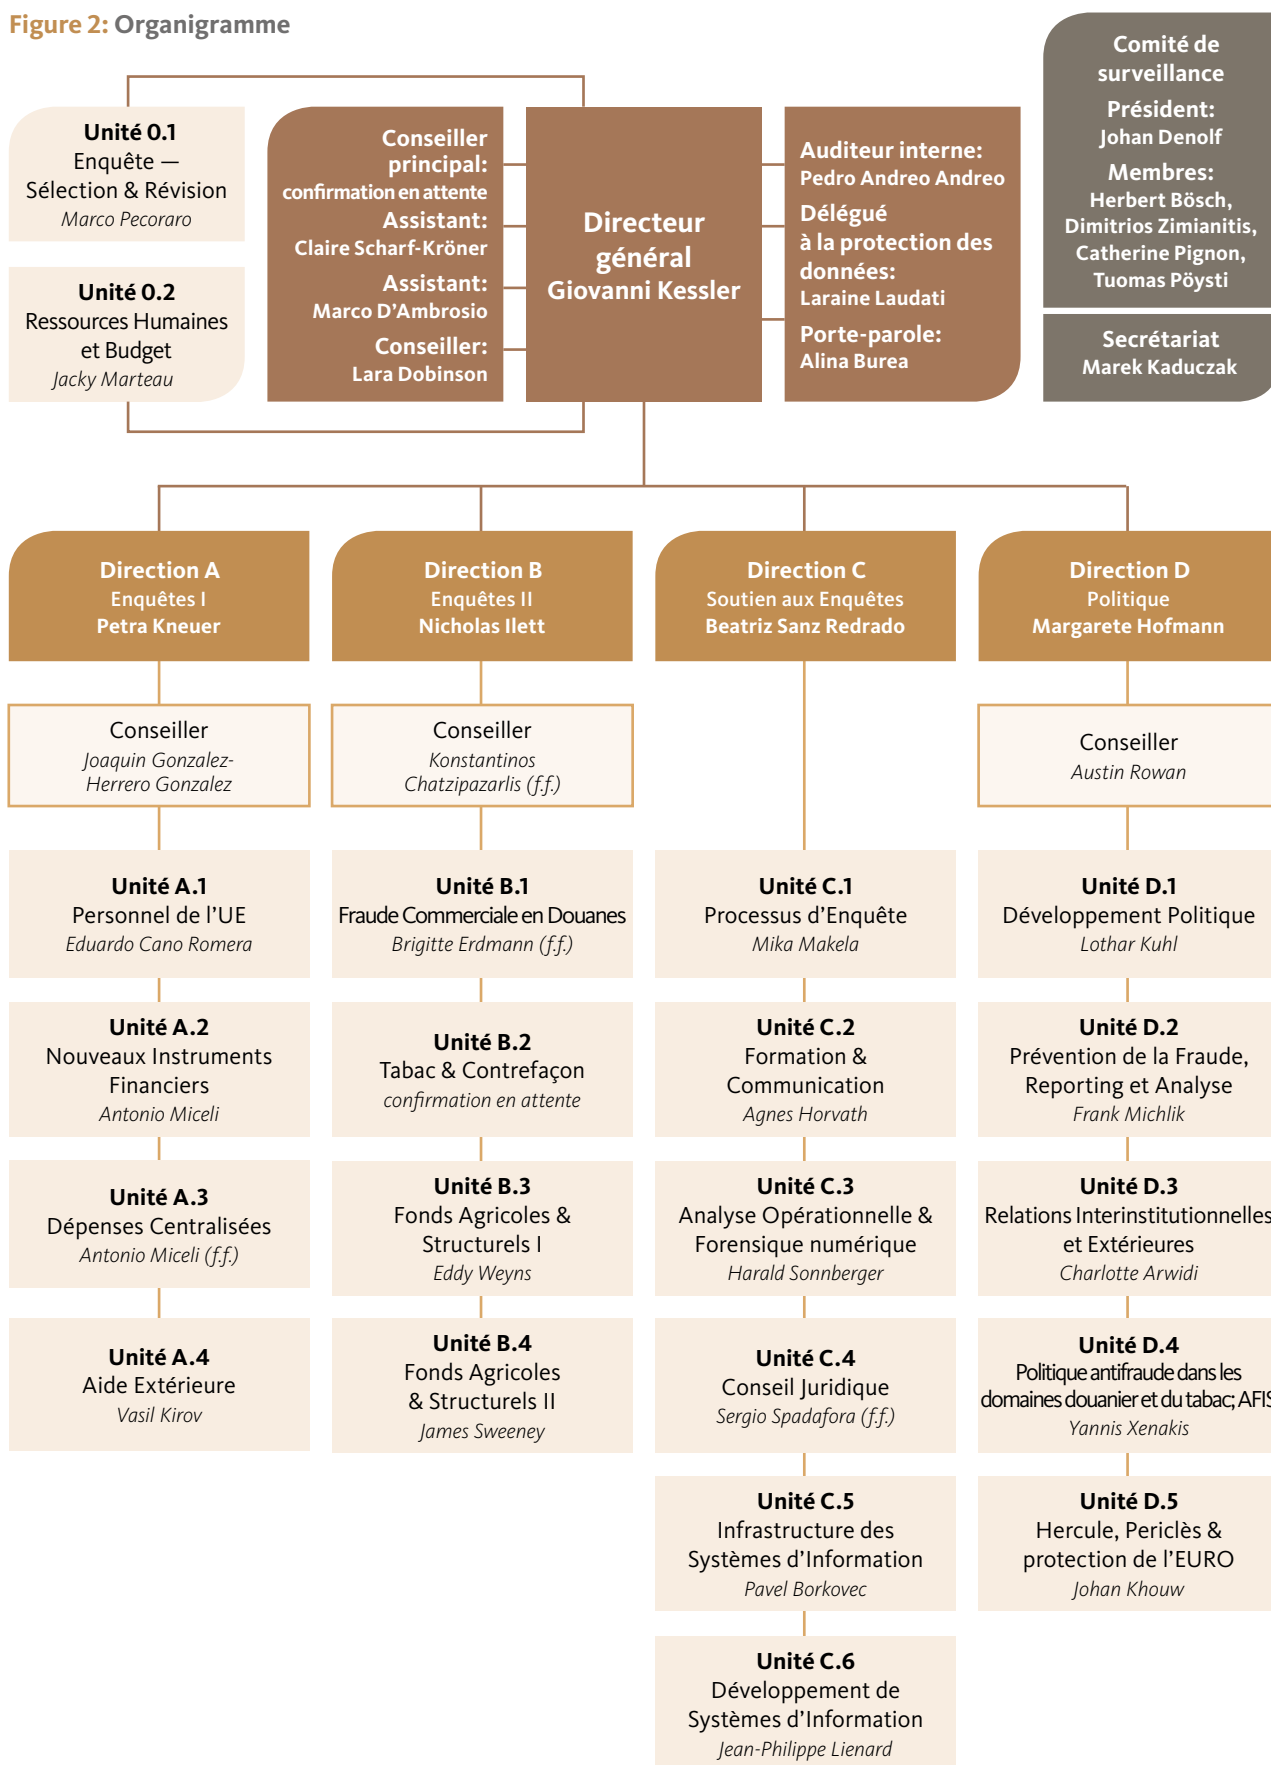 Figure 2: Organigramme
Unité 0.1
Enquête —
Sélection & Révision
Marco Pecoraro
Unité 0.2
Ressources Humaines
et Budget
Jacky Marteau
Conseiller
principal:
confirmation en attente
Assistant:
Claire Scharf-Kröner
Assistant:
Marco D'Ambrosio
Conseiller:
Lara Dobinson
Directeur
général
Giovanni Kessler
Auditeur interne:
Pedro Andreo Andreo
Délégué
à la protection des
données:
Laraine Laudati
Porte-parole:
Alina Burea
Comité de
surveillance
Président:
Johan Denolf
Membres:
Herbert Bösch,
Dimitrios Zimianitis,
Catherine Pignon,
Tuomas Pöysti
Secrétariat
Marek Kaduczak
Direction A
Enquêtes I
Petra Kneuer
Conseiller
Joaquin Gonzalez-
Herrero Gonzalez
Unité A.1
Personnel de l'UE
Eduardo Cano Romera
Unité A.2
Nouveaux Instruments
Financiers
Antonio Miceli
Unité A.3
Dépenses Centralisées
Antonio Miceli (f.f.)
Unité A.4
Aide Extérieure
Vasil Kirov
Direction B
Enquêtes II
Nicholas Ilett
Conseiller
Konstantinos
Chatzipazarlis (f.f.)
Unité B.1
Fraude Commerciale en Douanes
Brigitte Erdmann (f.f.)
Unité B.2
Tabac & Contrefaçon
confirmation en attente
Unité B.3
Fonds Agricoles &
Structurels I
Eddy Weyns
Unité B.4
Fonds Agricoles
& Structurels II
James Sweeney
Direction C
Soutien aux Enquêtes
Beatriz Sanz Redrado
Unité C.1
Processus d'Enquête
Mika Makela
Unité C.2
Formation &
Communication
Agnes Horvath
Unité C.3
Analyse Opérationnelle &
Forensique numérique
Harald Sonnberger
Unité C.4
Conseil Juridique
Sergio Spadafora (f.f.)
Unité C.5
Infrastructure des
Systèmes d'Information
Pavel Borkovec
Unité C.6
Développement de
Systèmes d'Information
Jean-Philippe Lienard
Direction D
Politique
Margarete Hofmann
Conseiller
Austin Rowan
Unité D.1
Développement Politique
Lothar Kuhl
Unité D.2
Prévention de la Fraude,
Reporting et Analyse
Frank Michlik
Unité D.3
Relations Interinstitutionnelles
et Extérieures
Charlotte Arwidi
Unité D.4
Politique antifraude dans les
domaines douanier et du tabac; AFIS
Yannis Xenakis
Unité D.5
Hercule, Periclès &
protection de l'EURO
Johan Khouw